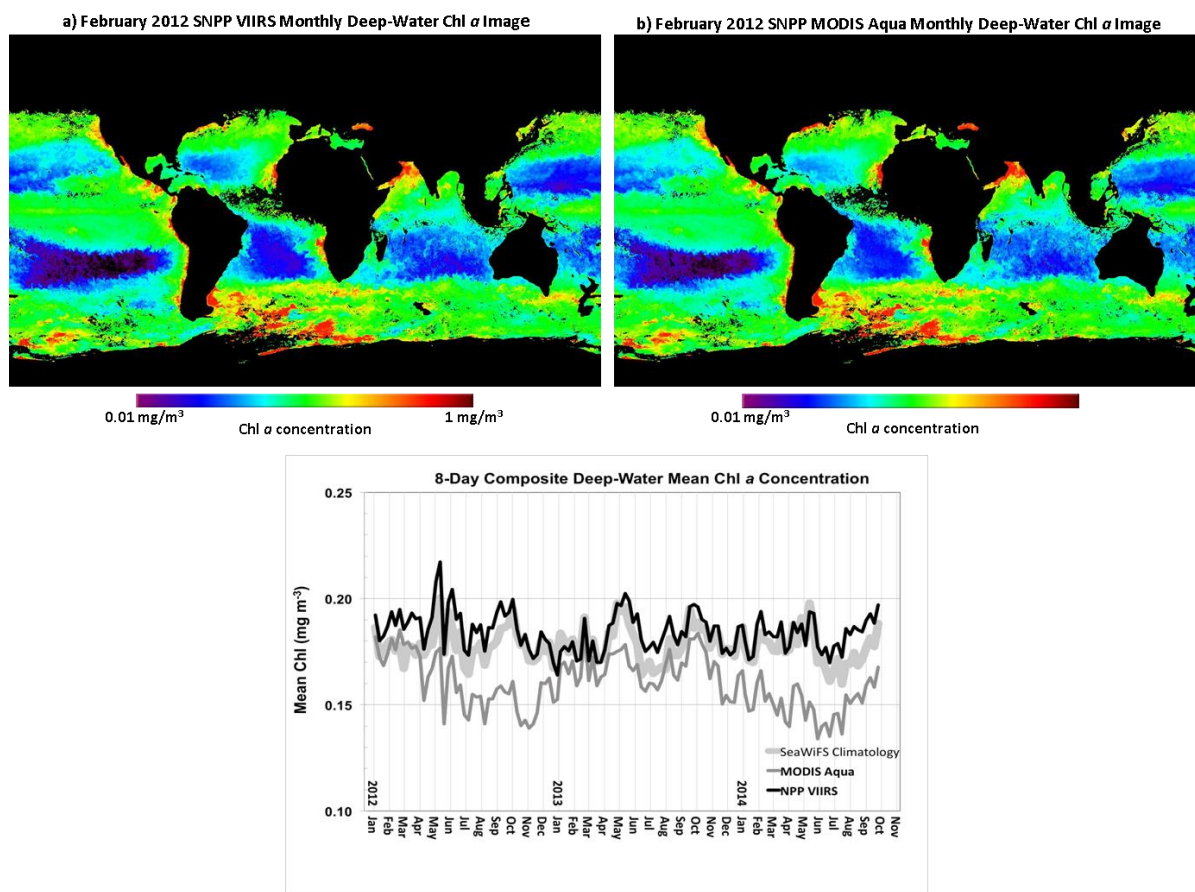 a) February 2012 SNPP VIIRS Monthly Deep-Water Chl a Image
b) February 2012 SNPP MODIS Aqua Monthly Deep-Water Chl a Image
0.01 mg/m³
1 mg/m³
Chl a concentration
0.01 mg/m³
Chl a concentration
8-Day Composite Deep-Water Mean Chl a Concentration
Mean Chl (mg m⁻³)
0.25
0.20
0.15
0.10
SeaWiFS Climatology
MODIS Aqua
NPP VIIRS
2012
2013
2014
Jan Feb Mar Apr May Jun Jul Aug Sep Oct Nov Dec Jan Feb Mar Apr May Jun Jul Aug Sep Oct Nov Dec Jan Feb Mar Apr May Jun Jul Aug Sep Oct Nov